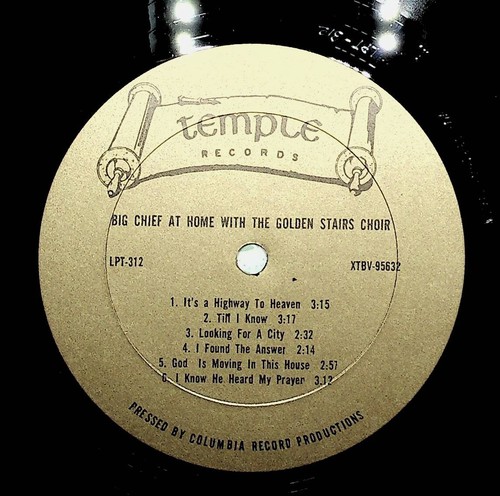 LPT-312
temple
RECORDS
BIG CHIEF AT HOME WITH THE GOLDEN STAIRS CHOIR
LPT-312 XTBV-95632
1. It's a Highway To Heaven 3:15
2. Till I Know 3:17
3. Looking For A City 2:32
4. I Found The Answer 2:14
5. God Is Moving In This House 2:57
6. I Know He Heard My Prayer 3.12
PRESSED BY COLUMBIA RECORD PRODUCTIONS